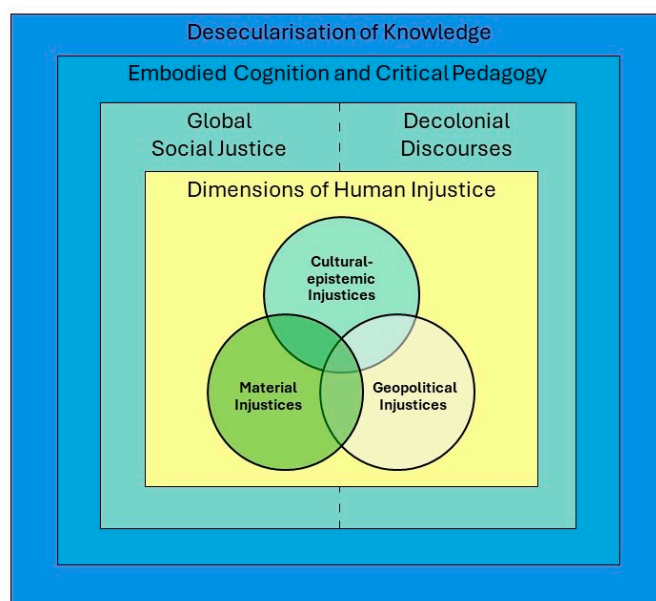 Desecularisation of Knowledge
Embodied Cognition and Critical Pedagogy
Global
Social Justice
Decolonial
Discourses
Dimensions of Human Injustice
Cultural-
epistemic
Injustices
Material
Injustices
Geopolitical
Injustices